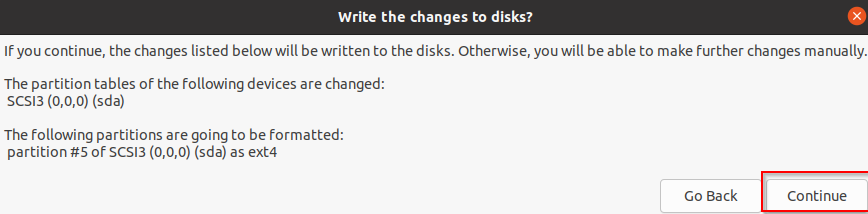 Write the changes to disks?
If you continue, the changes listed below will be written to the disks. Otherwise, you will be able to make further changes manually.
The partition tables of the following devices are changed:
SCSI3 (0,0,0) (sda)
The following partitions are going to be formatted:
partition #5 of SCSI3 (0,0,0) (sda) as ext4
Go Back
Continue